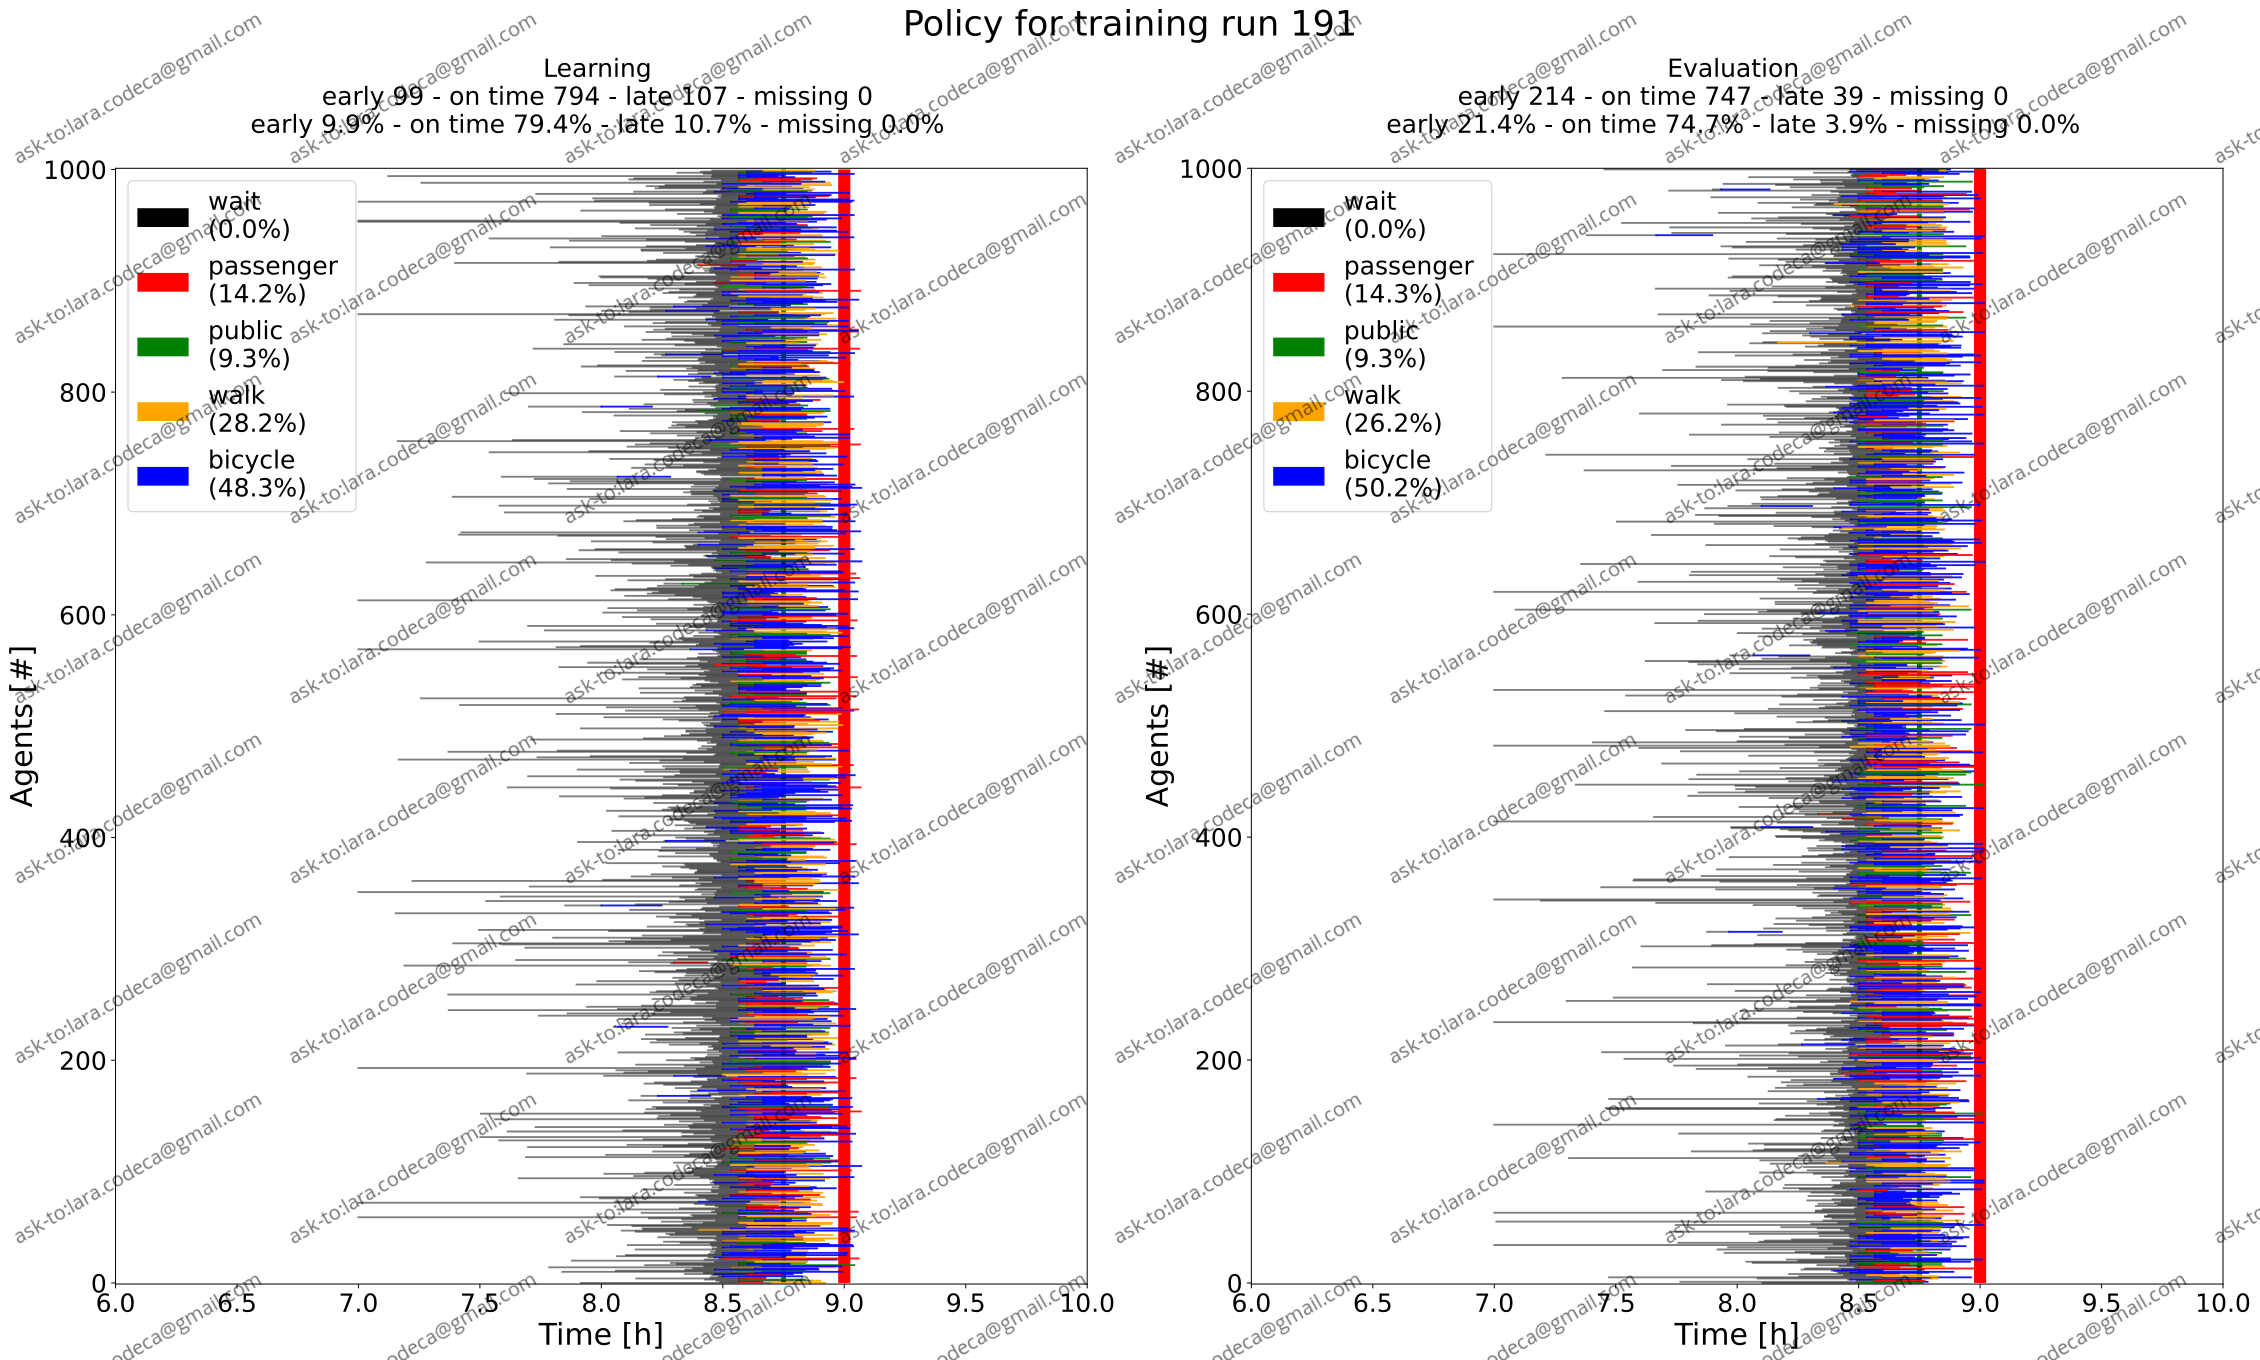 Policy for training run 191
Learning
early 99 - on time 794 - late 107 - missing 0
early 9.9% - on time 79.4% - late 10.7% - missing 0.0%
Agents [#]
1000
800
600
400
200
0
wait
(0.0%)
passenger
(14.2%)
public
(9.3%)
walk
(28.2%)
bicycle
(48.3%)
6.0 6.5 7.0 7.5 8.0 8.5 9.0 9.5 10.0
Time [h]
Evaluation
early 214 - on time 747 - late 39 - missing 0
early 21.4% - on time 74.7% - late 3.9% - missing 0.0%
Agents [#]
1000
800
600
400
200
0
wait
(0.0%)
passenger
(14.3%)
public
(9.3%)
walk
(26.2%)
bicycle
(50.2%)
6.0 6.5 7.0 7.5 8.0 8.5 9.0 9.5 10.0
Time [h]
ask-to:lara.codeca@gmail.com